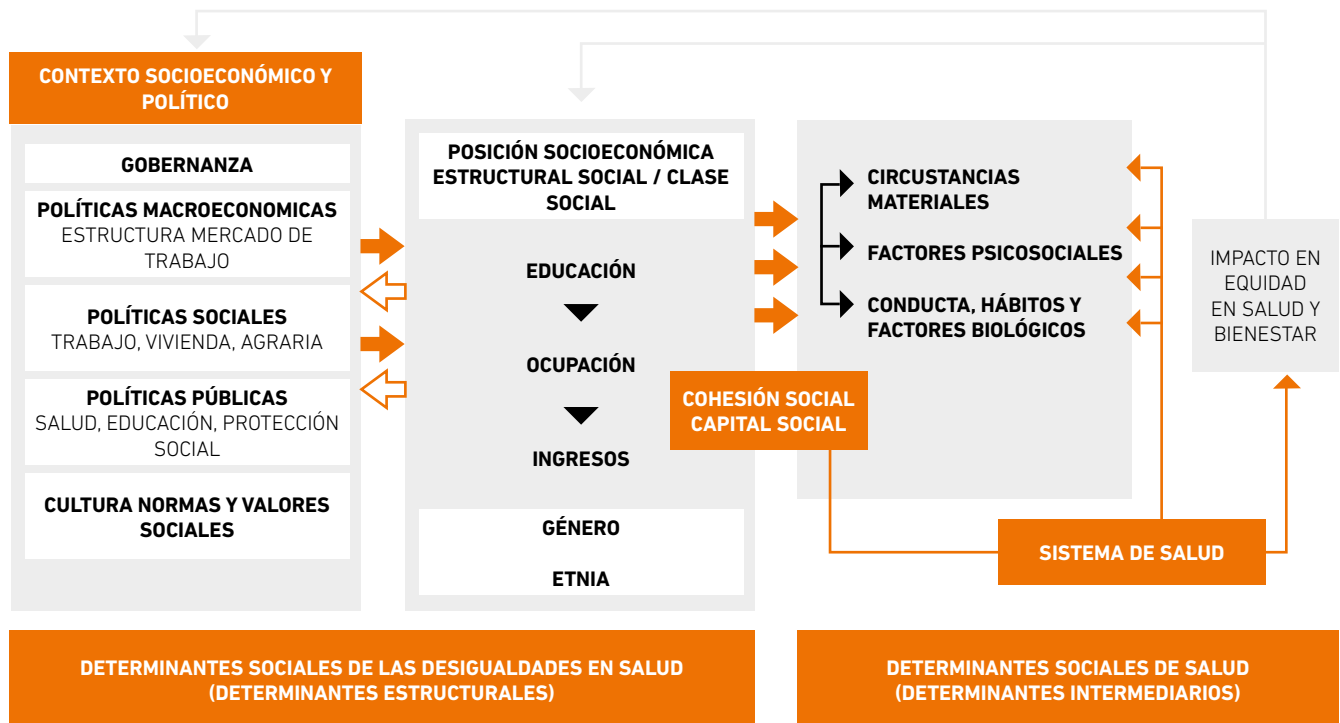 CONTEXTO SOCIOECONÓMICO Y
POLÍTICO
GOBERNANZA
POLÍTICAS MACROECONOMICAS
ESTRUCTURA MERCADO DE
TRABAJO
POLÍTICAS SOCIALES
TRABAJO, VIVIENDA, AGRARIA
POLÍTICAS PÚBLICAS
SALUD, EDUCACIÓN, PROTECCIÓN
SOCIAL
CULTURA NORMAS Y VALORES
SOCIALES
POSICIÓN SOCIOECONÓMICA
ESTRUCTURAL SOCIAL / CLASE
SOCIAL
EDUCACIÓN
OCUPACIÓN
INGRESOS
GÉNERO
ETNIA
COHESIÓN SOCIAL
CAPITAL SOCIAL
CIRCUSTANCIAS
MATERIALES
FACTORES PSICOSOCIALES
CONDUCTA, HÁBITOS Y
FACTORES BIOLÓGICOS
SISTEMA DE SALUD
IMPACTO EN
EQUIDAD
EN SALUD Y
BIENESTAR
DETERMINANTES SOCIALES DE LAS DESIGUALDADES EN SALUD
(DETERMINANTES ESTRUCTURALES)
DETERMINANTES SOCIALES DE SALUD
(DETERMINANTES INTERMEDIARIOS)